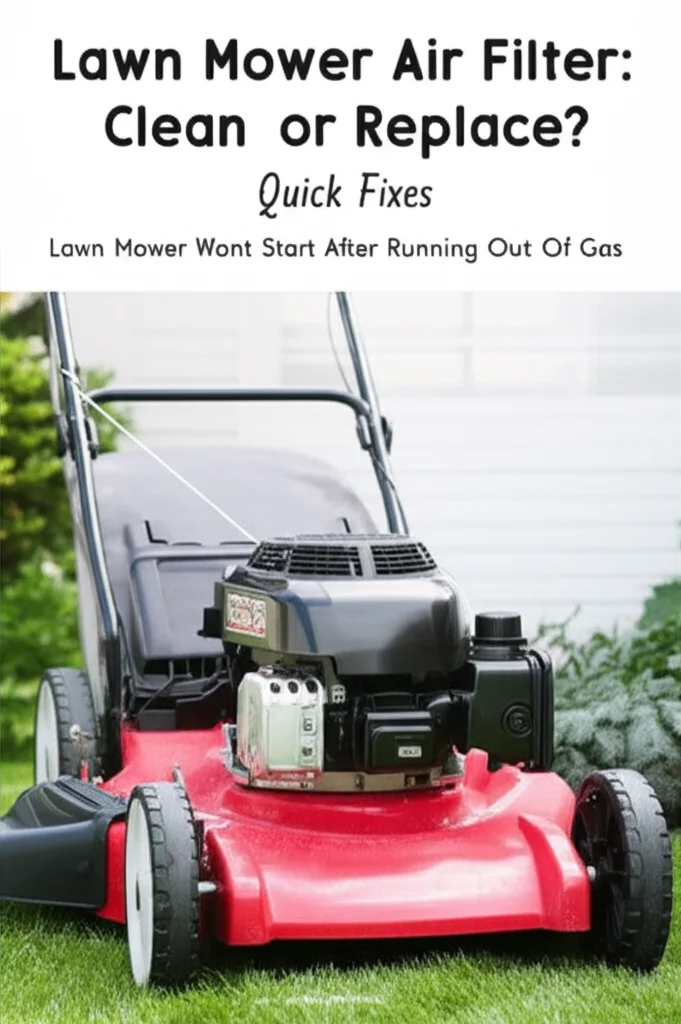 Lawn Mower Air Filter:
Clean or Replace?
Quick Fixes
Lawn Mower Wont Start After Running Out Of Gas